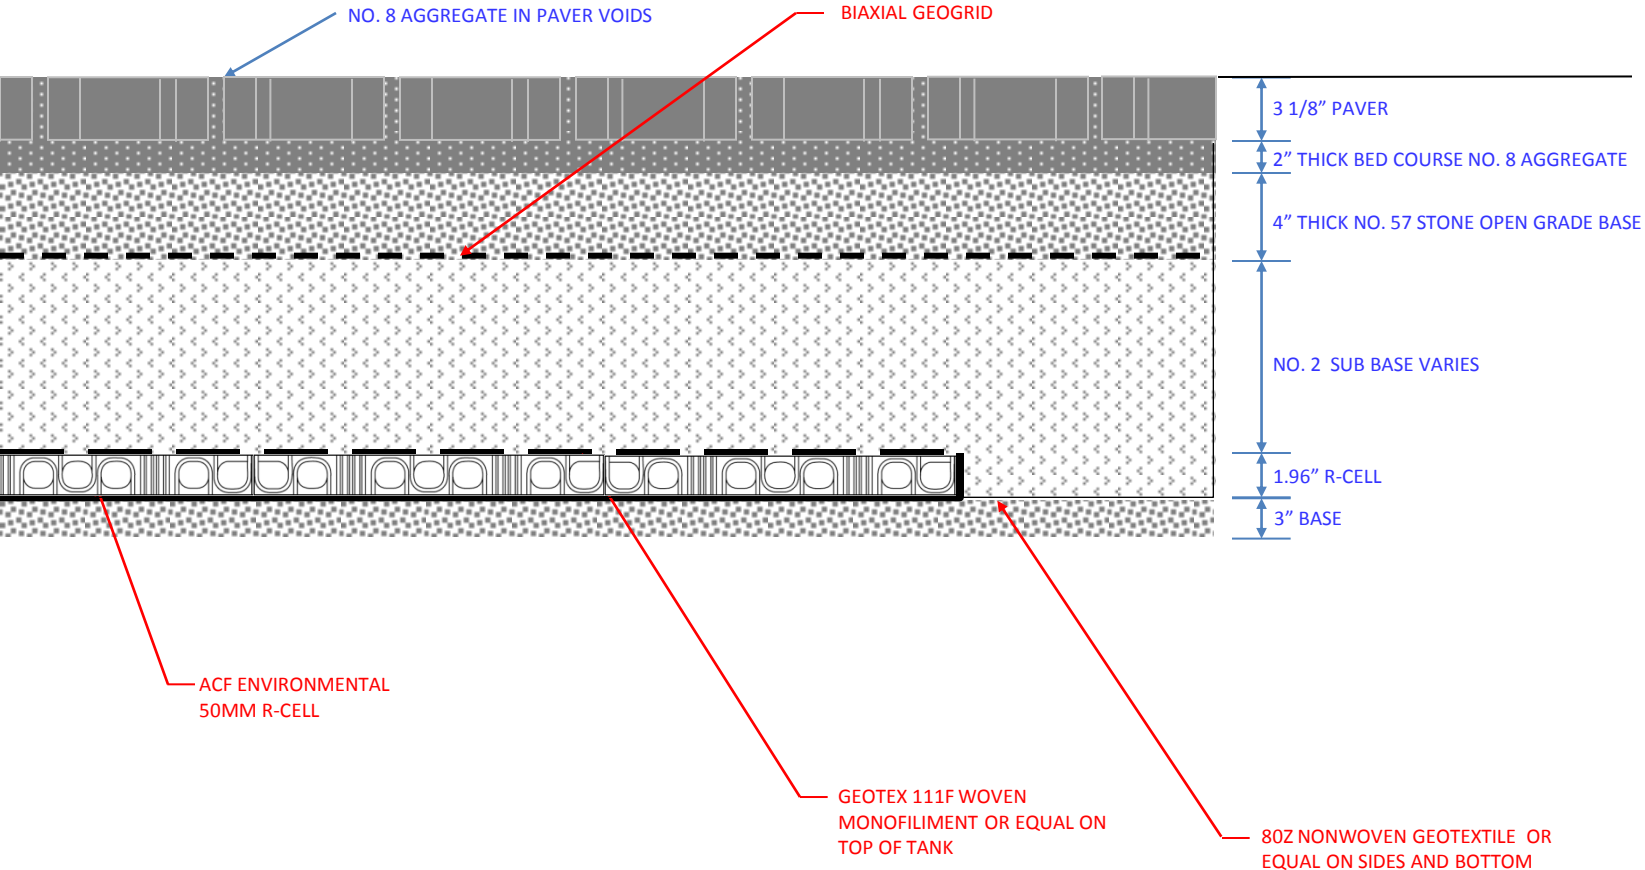 NO. 8 AGGREGATE IN PAVER VOIDS
BIAXIAL GEOGRID
3 1/8” PAVER
2” THICK BED COURSE NO. 8 AGGREGATE
4” THICK NO. 57 STONE OPEN GRADE BASE
NO. 2 SUB BASE VARIES
1.96” R-CELL
3” BASE
ACF ENVIRONMENTAL
50MM R-CELL
GEOTEX 111F WOVEN
MONOFILIMENT OR EQUAL ON
TOP OF TANK
80Z NONWOVEN GEOTEXTILE OR
EQUAL ON SIDES AND BOTTOM